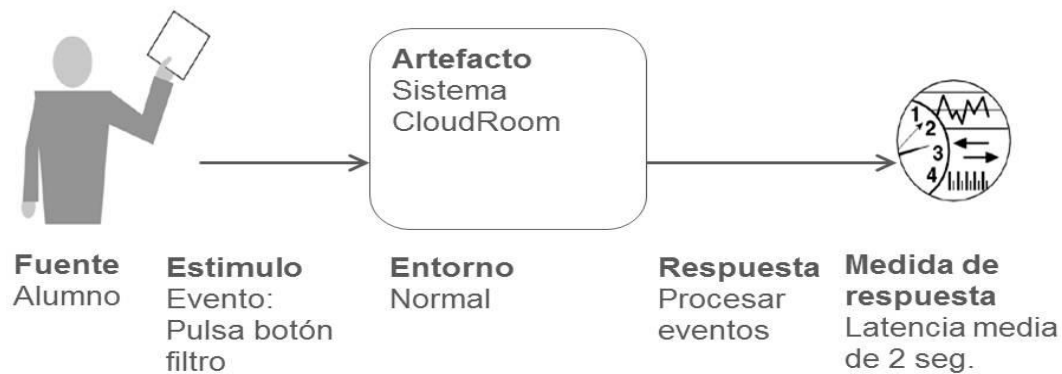 Artefacto
Sistema
CloudRoom
1
2
3
4
Fuente
Alumno
Estimulo
Evento:
Pulsa botón
filtro
Entorno
Normal
Respuesta
Procesar
eventos
Medida de
respuesta
Latencia media
de 2 seg.